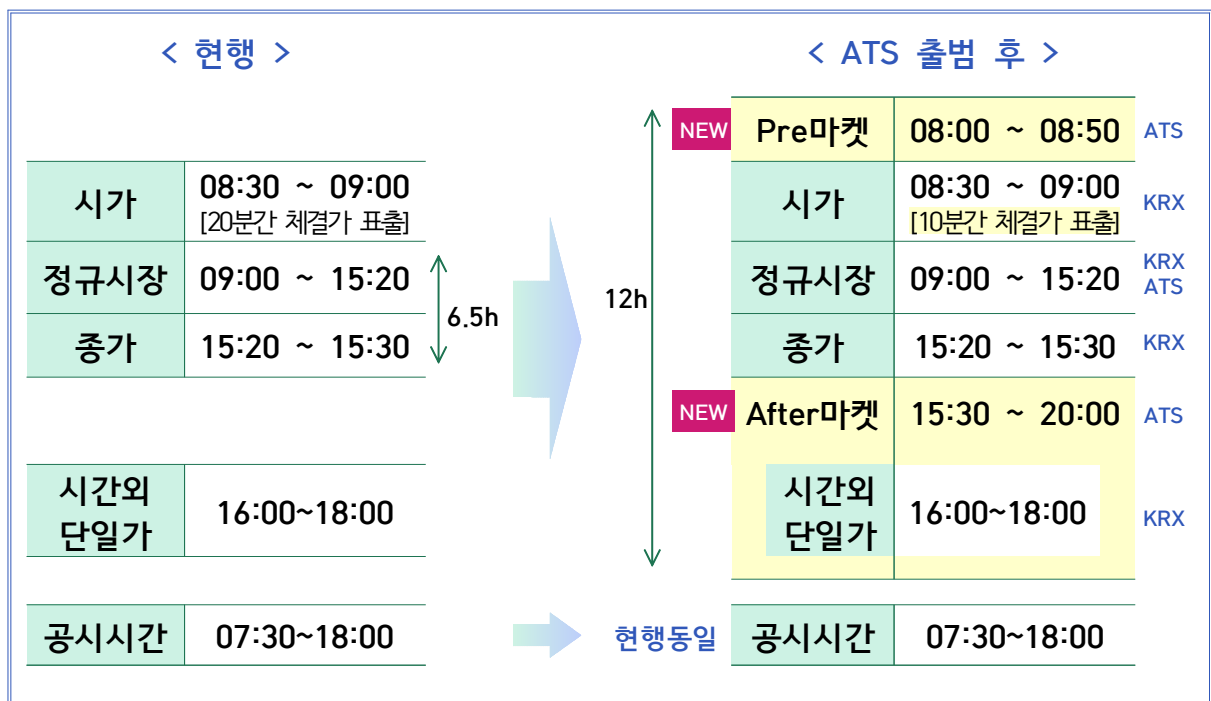 < 현행 >
시가 08:30 ~ 09:00
[20분간 체결가 표출]
정규시장 09:00 ~ 15:20
6.5h
종가 15:20 ~ 15:30
시간외
단일가
16:00~18:00
공시시간 07:30~18:00
< ATS 출범 후 >
NEW Pre마켓 08:00 ~ 08:50 ATS
시가 08:30 ~ 09:00
[10분간 체결가 표출]
KRX
12h
정규시장 09:00 ~ 15:20
KRX
ATS
종가 15:20 ~ 15:30 KRX
NEW After마켓 15:30 ~ 20:00 ATS
시간외
단일가
16:00~18:00 KRX
현행동일 공시시간 07:30~18:00